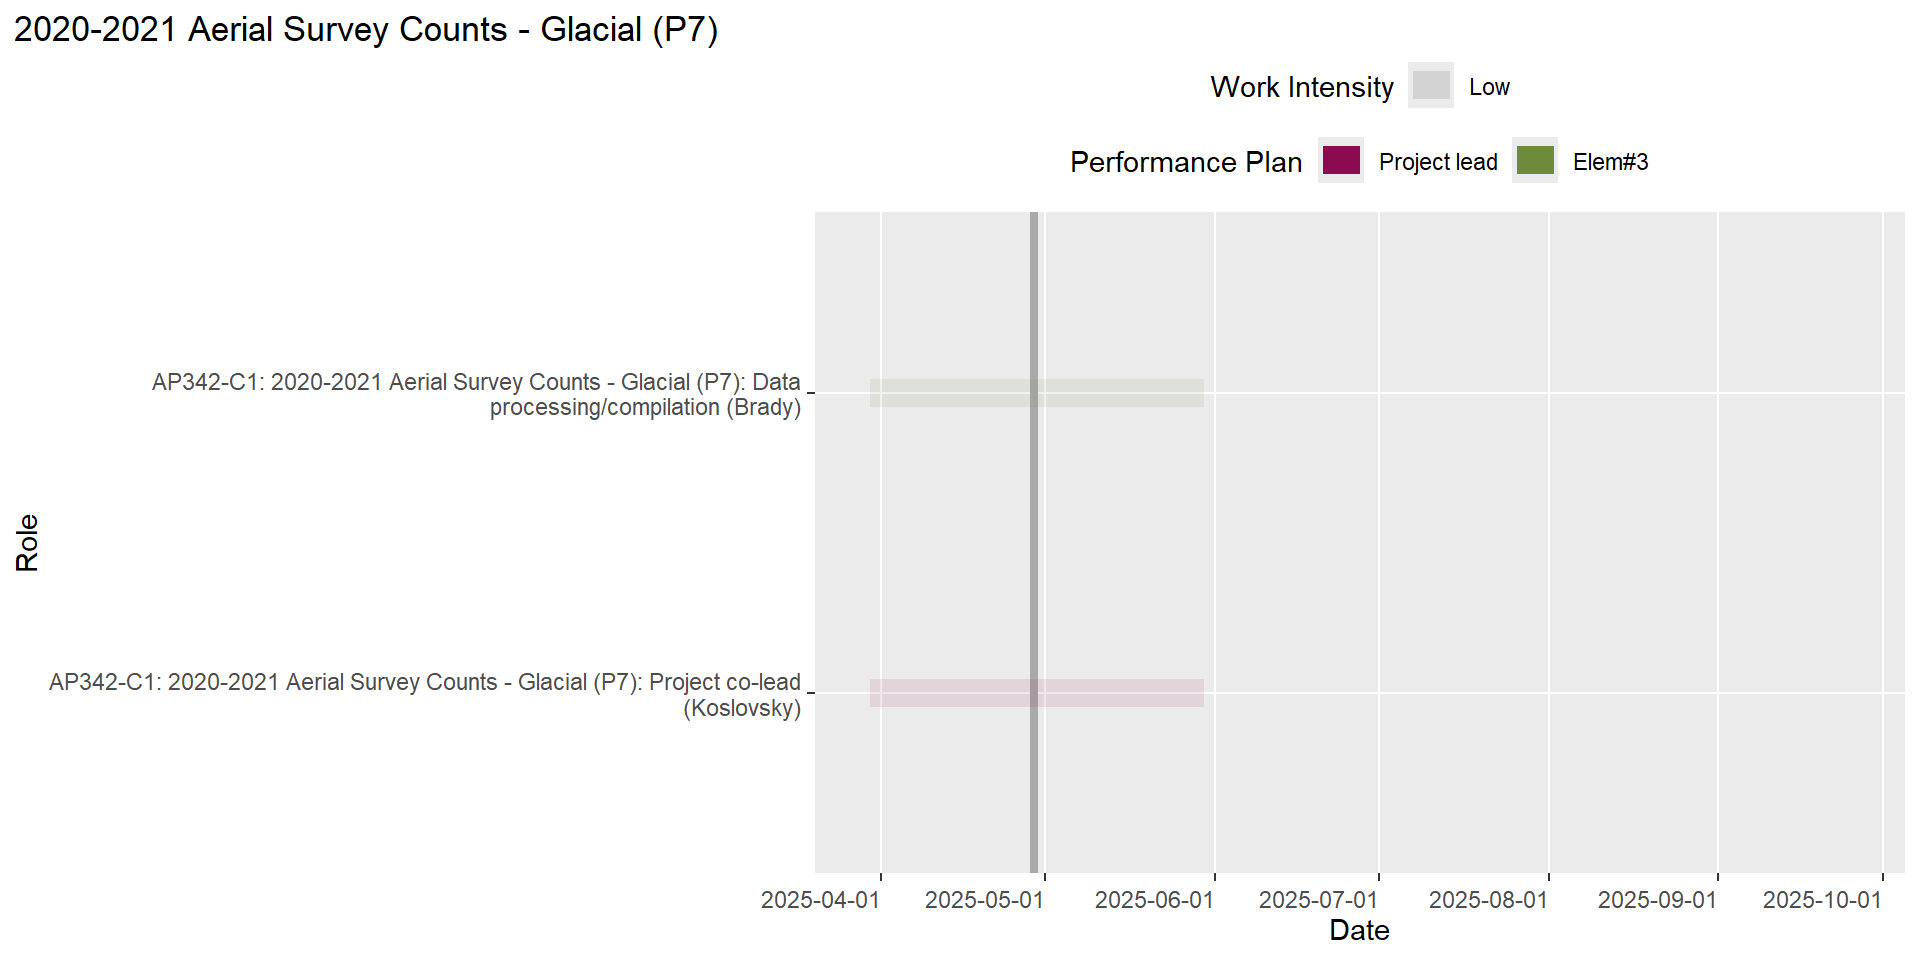 2020-2021 Aerial Survey Counts - Glacial (P7)
Work Intensity Low
Performance Plan Project lead Elem#3
AP342-C1: 2020-2021 Aerial Survey Counts - Glacial (P7): Data
processing/compilation (Brady)
Role
AP342-C1: 2020-2021 Aerial Survey Counts - Glacial (P7): Project co-lead
(Koslovsky)
2025-04-01 2025-05-01 2025-06-01 2025-07-01 2025-08-01 2025-09-01 2025-10-01
Date